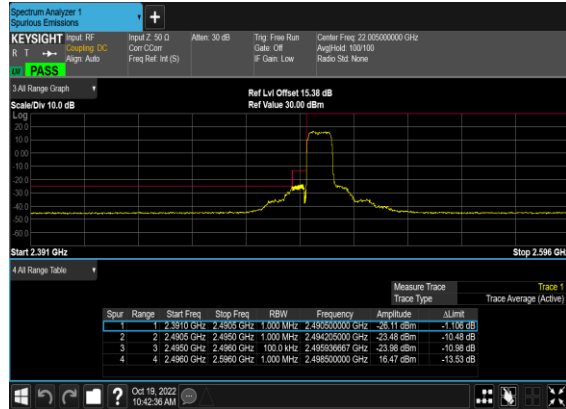 Spectrum Analyzer 1
Spurious Emissions
+
KEYSIGHT Input: RF Input Z: 50 Ω Atten: 30 dB Trig: Free Run Center Freq: 22.005000000 GHz
R T Coupling: DC Corr CCorr Gate: Off Avg|Hold: 100/100
Align: Auto Freq Ref: Int (S) IF Gain: Low Radio Std: None
PASS
3 All Range Graph
Ref Lvl Offset 15.38 dB
Scale/Div 10.0 dB Ref Value 30.00 dBm
Log
20.0
10.0
0.00
-10.0
-20.0
-30.0
-40.0
-50.0
-60.0
Start 2.391 GHz Stop 2.596 GHz
4 All Range Table
Measure Trace Trace 1
Trace Type Trace Average (Active)
Spur Range Start Freq Stop Freq RBW Frequency Amplitude ΔLimit
1 1 2.3910 GHz 2.4905 GHz 1.000 MHz 2.490500000 GHz -26.11 dBm -1.106 dB
2 2 2.4905 GHz 2.4950 GHz 1.000 MHz 2.494205000 GHz -23.48 dBm -10.48 dB
3 3 2.4950 GHz 2.4960 GHz 100.0 kHz 2.495936667 GHz -23.98 dBm -10.98 dB
4 4 2.4960 GHz 2.5960 GHz 1.000 MHz 2.498500000 GHz 16.47 dBm -13.53 dB
? Oct 19, 2022
10:42:36 AM